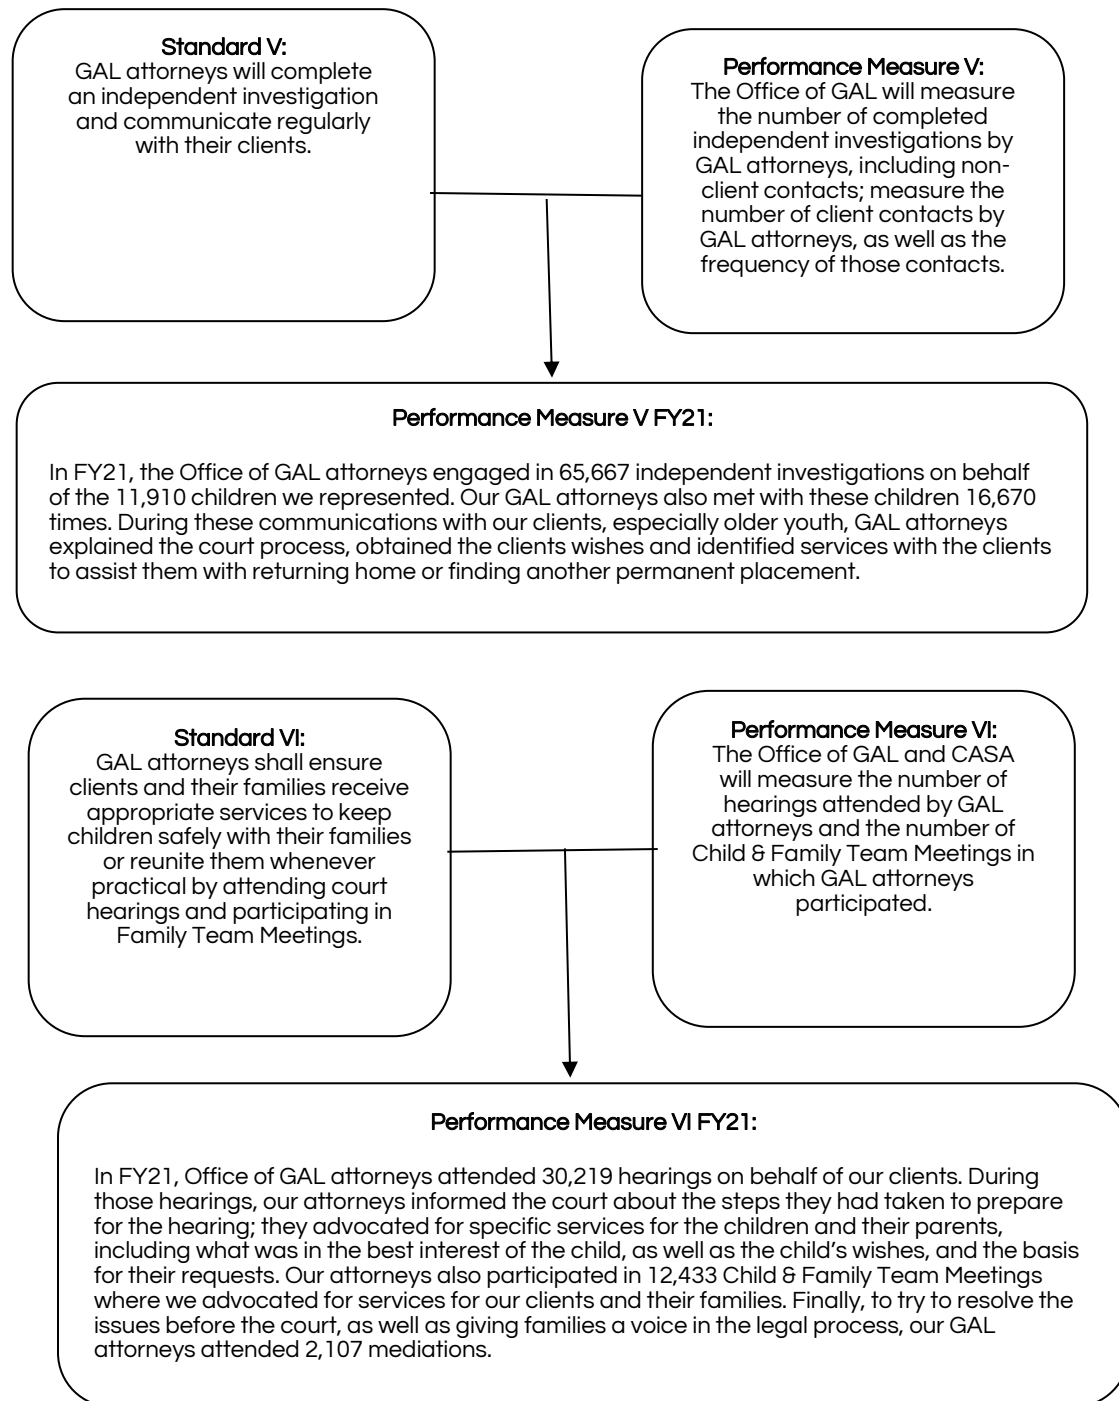 Standard V:
GAL attorneys will complete
an independent investigation
and communicate regularly
with their clients.
Performance Measure V:
The Office of GAL will measure
the number of completed
independent investigations by
GAL attorneys, including non-
client contacts; measure the
number of client contacts by
GAL attorneys, as well as the
frequency of those contacts.
Performance Measure V FY21:
In FY21, the Office of GAL attorneys engaged in 65,667 independent investigations on behalf
of the 11,910 children we represented. Our GAL attorneys also met with these children 16,670
times. During these communications with our clients, especially older youth, GAL attorneys
explained the court process, obtained the clients wishes and identified services with the clients
to assist them with returning home or finding another permanent placement.
Standard VI:
GAL attorneys shall ensure
clients and their families receive
appropriate services to keep
children safely with their families
or reunite them whenever
practical by attending court
hearings and participating in
Family Team Meetings.
Performance Measure VI:
The Office of GAL and CASA
will measure the number of
hearings attended by GAL
attorneys and the number of
Child & Family Team Meetings in
which GAL attorneys
participated.
Performance Measure VI FY21:
In FY21, Office of GAL attorneys attended 30,219 hearings on behalf of our clients. During
those hearings, our attorneys informed the court about the steps they had taken to prepare
for the hearing; they advocated for specific services for the children and their parents,
including what was in the best interest of the child, as well as the child's wishes, and the basis
for their requests. Our attorneys also participated in 12,433 Child & Family Team Meetings
where we advocated for services for our clients and their families. Finally, to try to resolve the
issues before the court, as well as giving families a voice in the legal process, our GAL
attorneys attended 2,107 mediations.